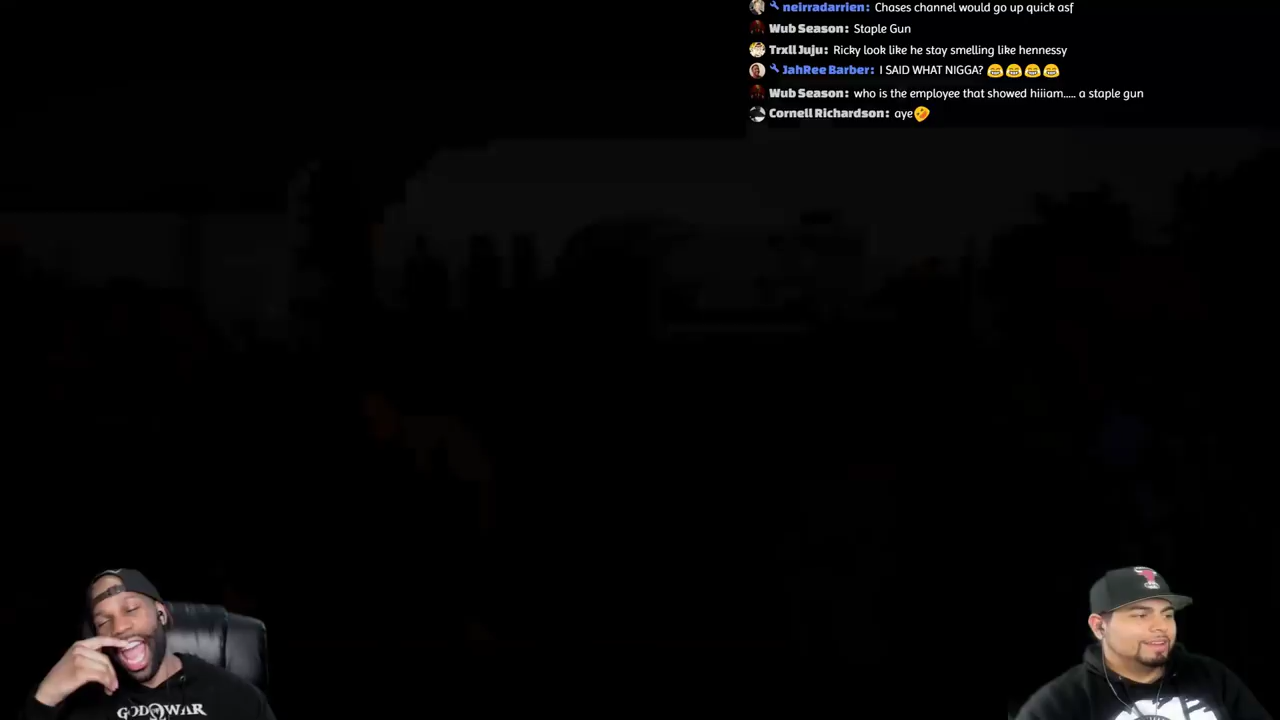 neirradarrien: Chases channel would go up quick asf
Wub Season: Staple Gun
Trxll Juju: Ricky look like he stay smelling like hennessy
JahRee Barber: I SAID WHAT NIGGA? 😂😂😂😂
Wub Season: who is the employee that showed hiiiam..... a staple gun
Cornell Richardson: aye🤣
GOD OF WAR